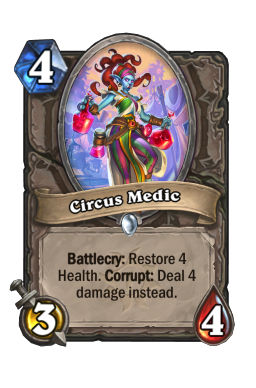 4
Circus Medic
Battlecry: Restore 4
Health. Corrupt: Deal 4
damage instead.
3
4